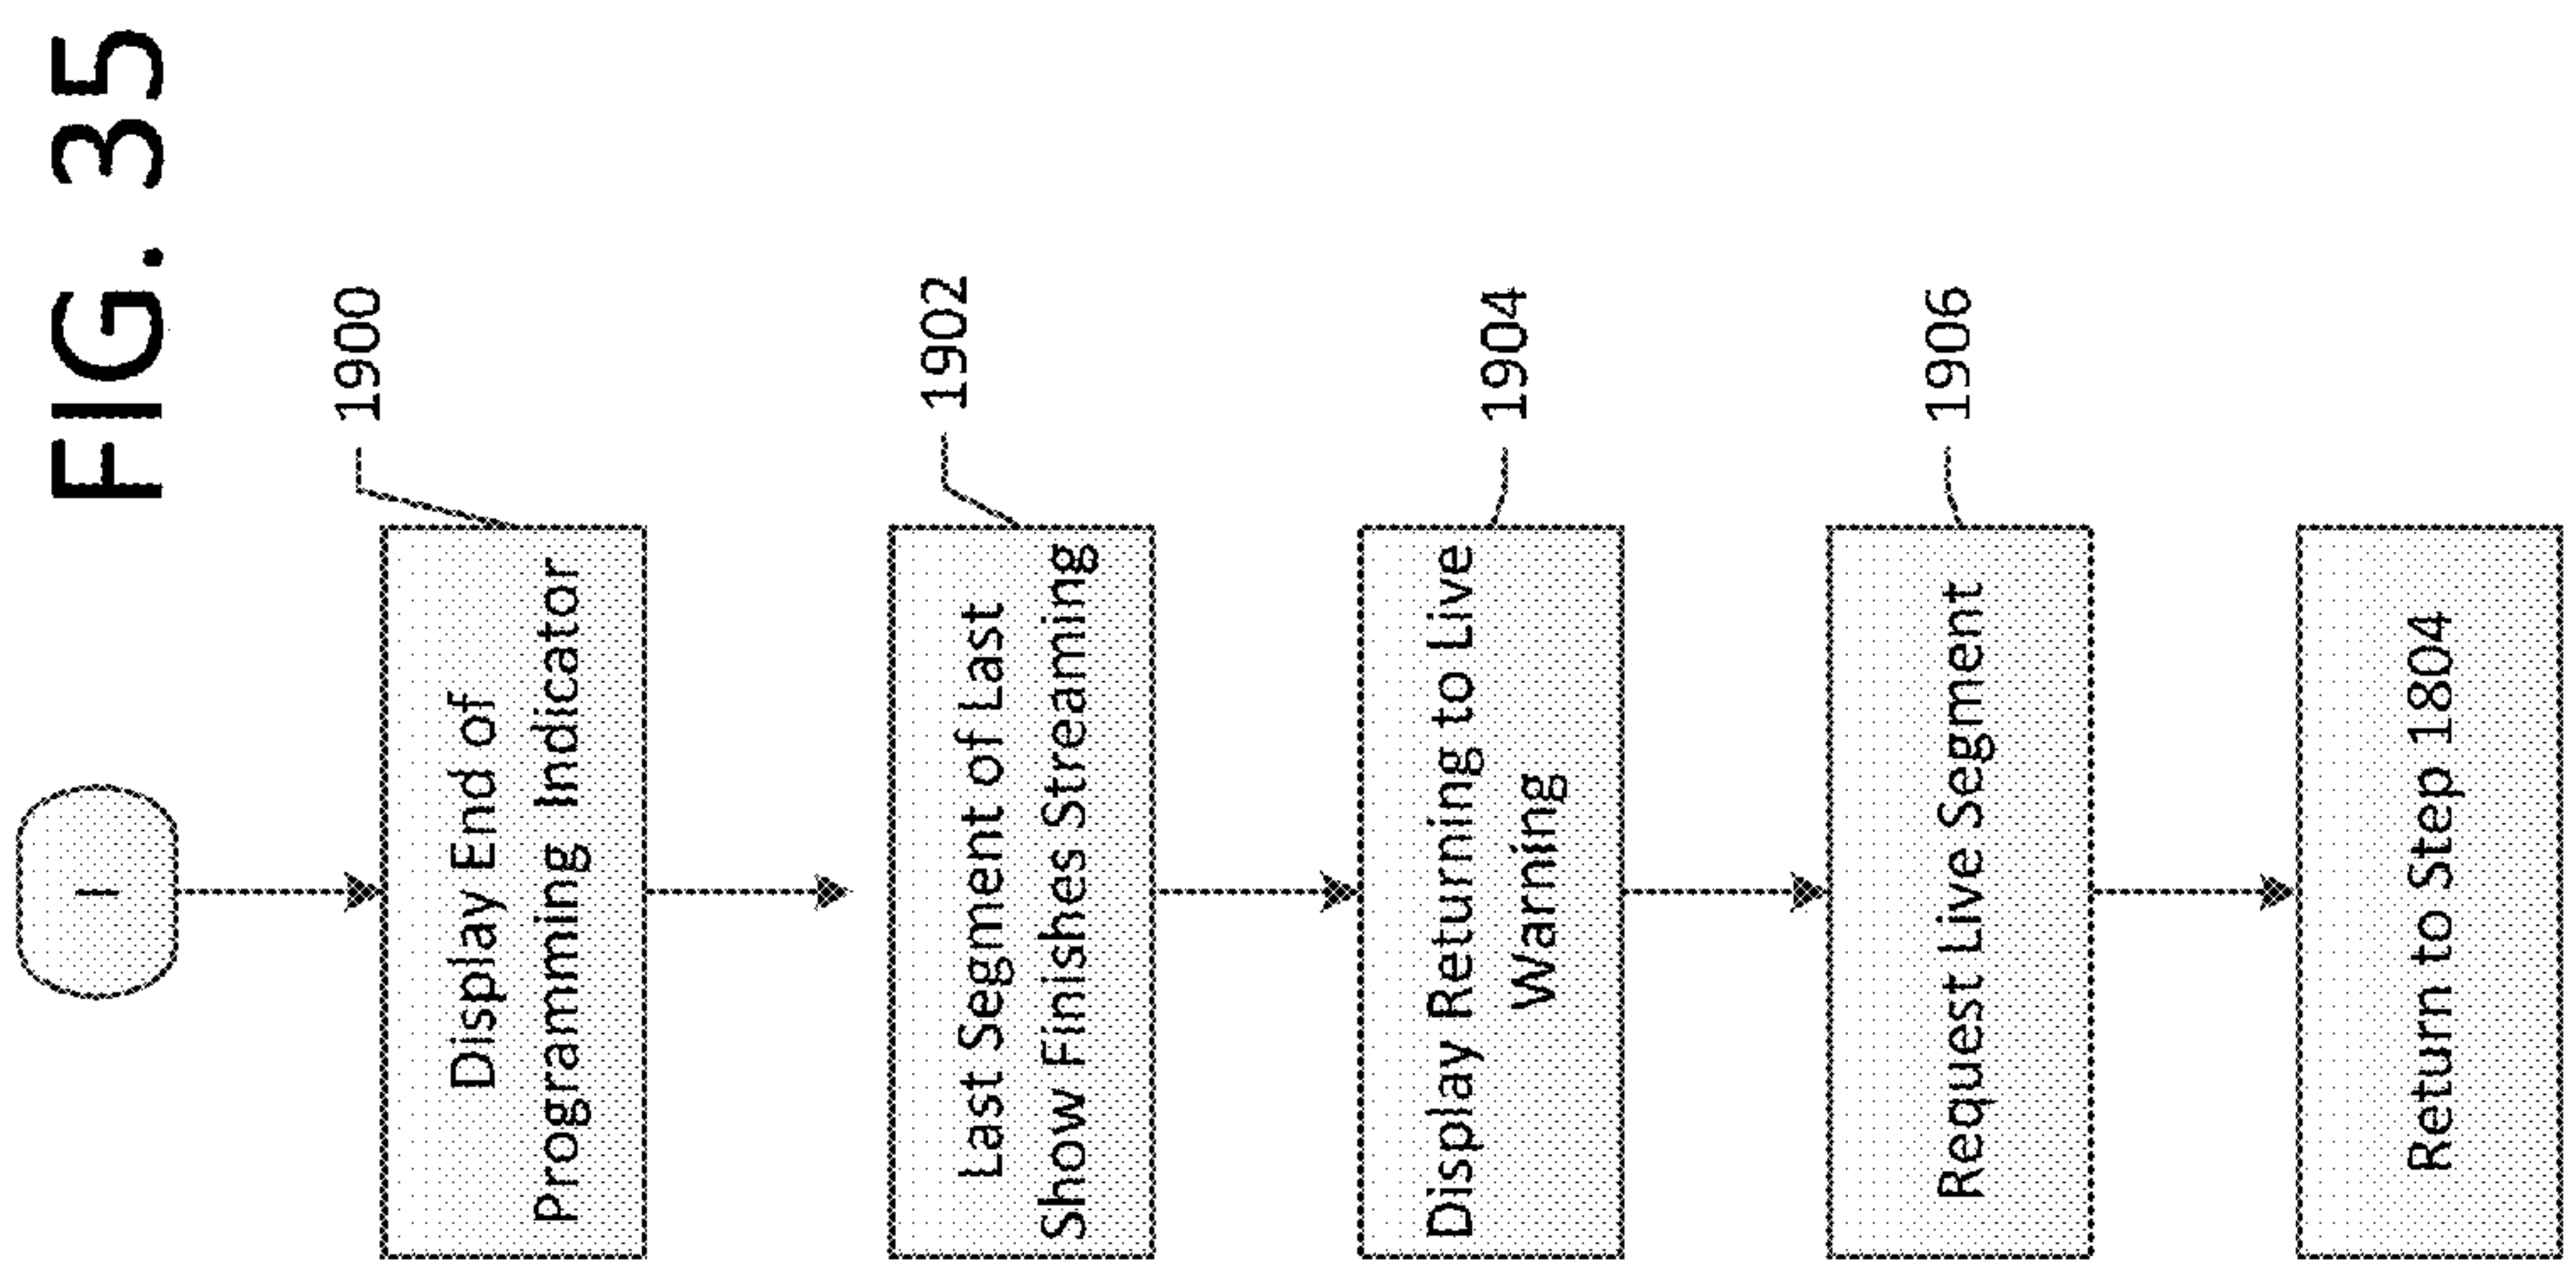 FIG. 35
I
Display End of
Programming Indicator
1900
Last Segment of Last
Show Finishes Streaming
1902
Display Returning to Live
Warning
1904
Request Live Segment
1906
Return to Step 1804